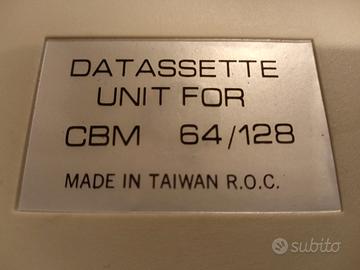 DATASSETTE
UNIT FOR
CBM 64/128
MADE IN TAIWAN R.O.C.
subito